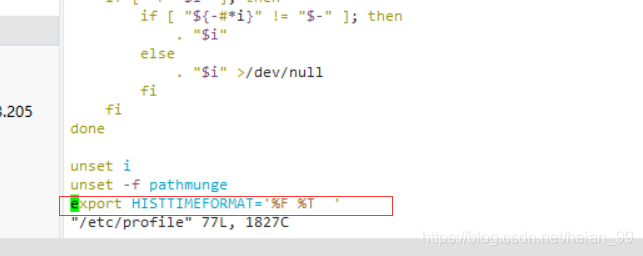 if [ "${-#*i}" != "$-" ]; then
. "$i"
else
. "$i" >/dev/null
fi
fi
done
3.205
unset i
unset -f pathmunge
export HISTTIMEFORMAT='%F %T  '
"/etc/profile" 77L, 1827C
https://blog.csdn.net/heian_99